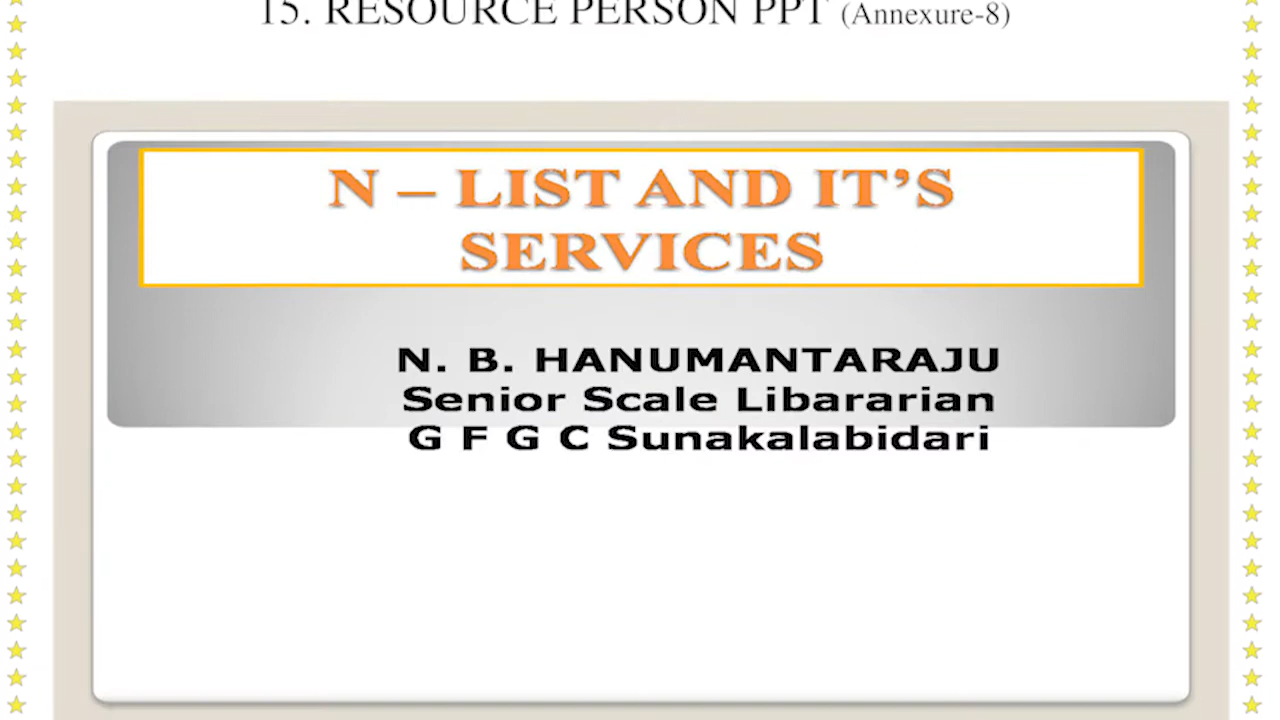 15. RESOURCE PERSON PPT (Annexure-8)
N – LIST AND IT’S
SERVICES
N. B. HANUMANTARAJU
Senior Scale Libararian
G F G C Sunakalabidari